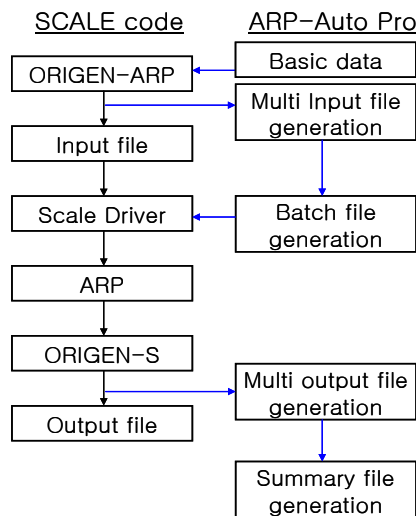 SCALE code
ARP-Auto Pro
ORIGEN-ARP
Basic data
Multi Input file
generation
Input file
Scale Driver
Batch file
generation
ARP
ORIGEN-S
Multi output file
generation
Output file
Summary file
generation